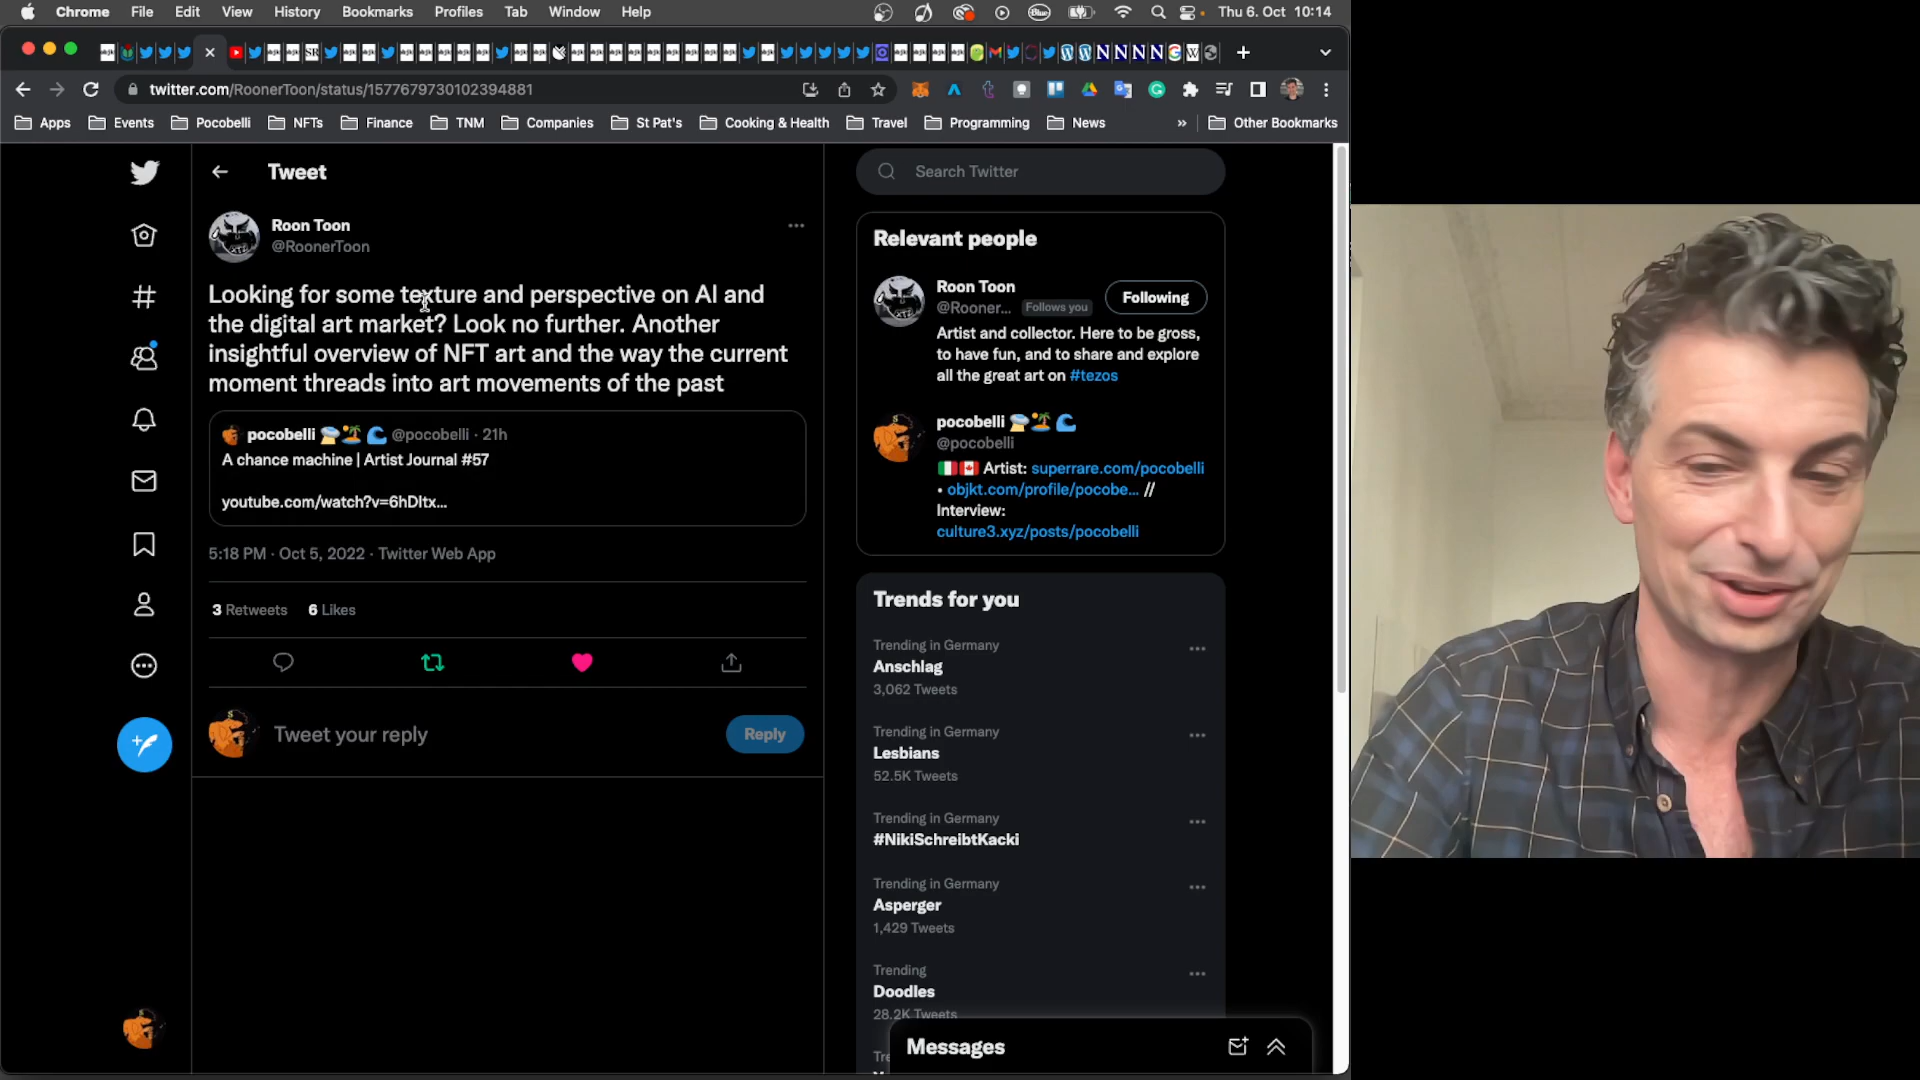 Chrome File Edit View History Bookmarks Profiles Tab Window Help Thu 6. Oct 10:14
twitter.com/RoonerToon/status/1577679730102394881
Apps Events Pocobelli NFTs Finance TNM Companies St Pat's Cooking & Health Travel Programming News » Other Bookmarks
Tweet
Roon Toon
@RoonerToon
Looking for some texture and perspective on AI and
the digital art market? Look no further. Another
insightful overview of NFT art and the way the current
moment threads into art movements of the past
pocobelli @pocobelli · 21h
A chance machine | Artist Journal #57
youtube.com/watch?v=6hDItx...
5:18 PM · Oct 5, 2022 · Twitter Web App
3 Retweets 6 Likes
Tweet your reply
Reply
Search Twitter
Relevant people
Roon Toon
@Rooner... Follows you
Following
Artist and collector. Here to be gross,
to have fun, and to share and explore
all the great art on #tezos
pocobelli
@pocobelli
Artist: superrare.com/pocobelli
• objkt.com/profile/pocobe... //
Interview:
culture3.xyz/posts/pocobelli
Trends for you
Trending in Germany
Anschlag
3,062 Tweets
Trending in Germany
Lesbians
52.5K Tweets
Trending in Germany
#NikiSchreibtKacki
Trending in Germany
Asperger
1,429 Tweets
Trending
Doodles
28.2K Tweets
Messages